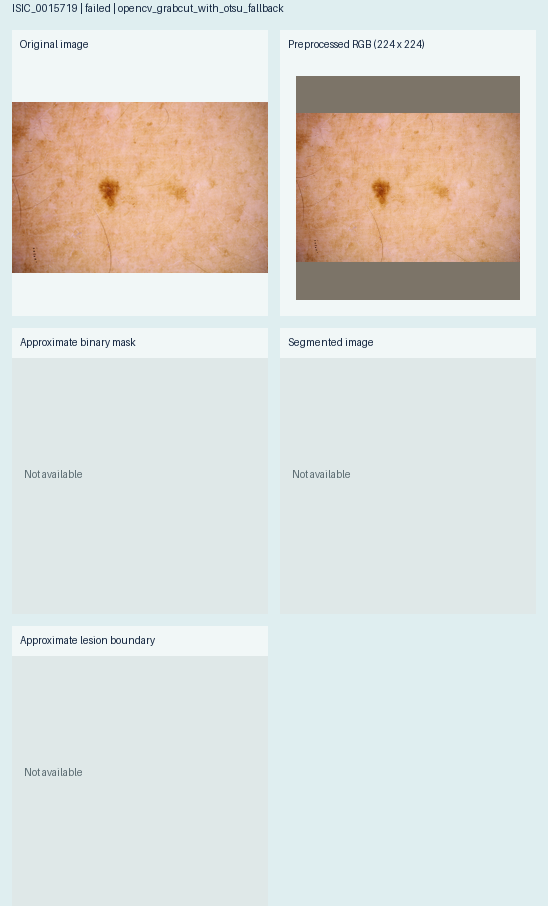 ISIC_0015719 | failed | opencv_grabcut_with_otsu_fallback
Original image
Preprocessed RGB (224 x 224)
Approximate binary mask
Segmented image
Not available
Not available
Approximate lesion boundary
Not available